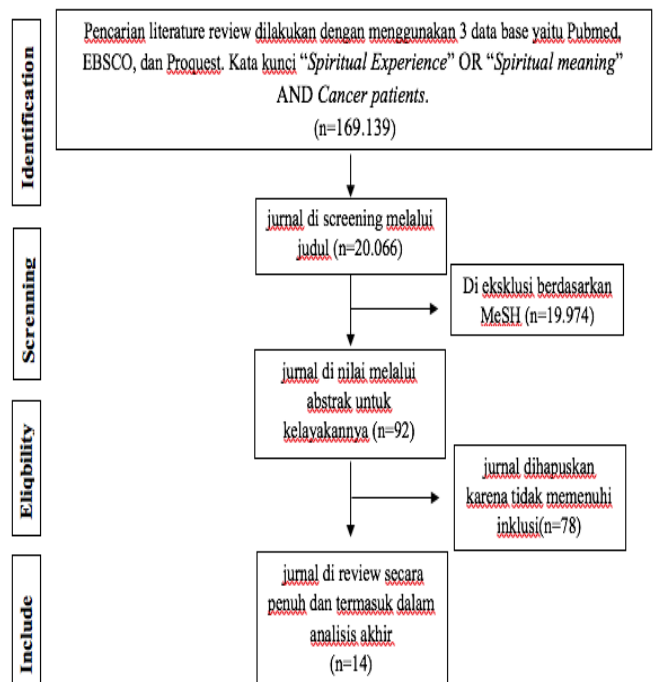 Identification
Pencarian literature review dilakukan dengan menggunakan 3 data base yaitu Pubmed,
EBSCO, dan Proquest. Kata kunci “Spiritual Experience” OR “Spiritual meaning”
AND Cancer patients.
(n=169.139)
Screnning
jurnal di screening melalui
judul (n=20.066)
Di eksklusi berdasarkan
MeSH (n=19.974)
Eliqbility
jurnal di nilai melalui
abstrak untuk
kelayakannya (n=92)
jurnal dihapuskan
karena tidak memenuhi
inklusi(n=78)
Include
jurnal di review secara
penuh dan termasuk dalam
analisis akhir
(n=14)